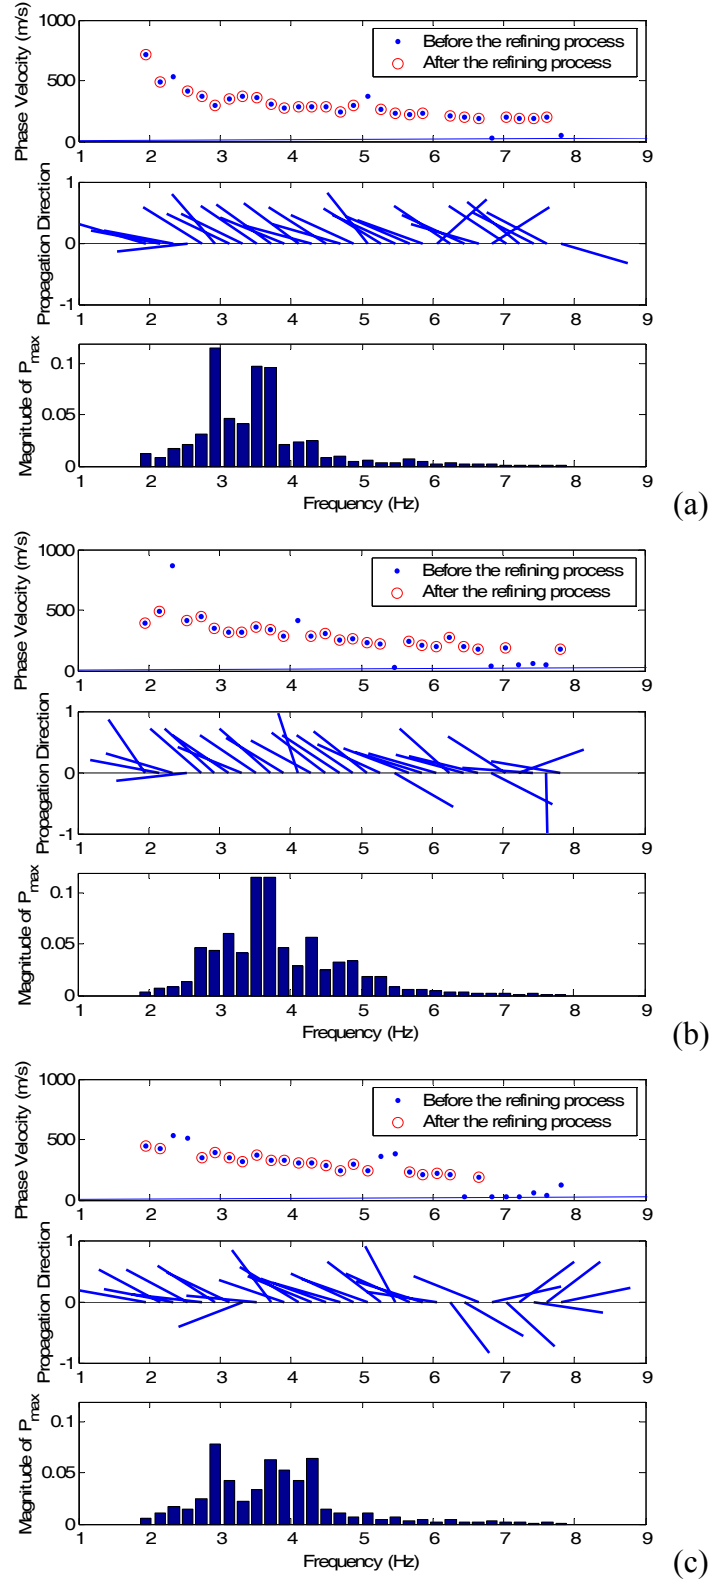 Phase Velocity (m/s)
1000
500
0
Before the refining process
After the refining process
1 2 3 4 5 6 7 8 9
Propagation Direction
1
0
-1
1 2 3 4 5 6 7 8 9
Magnitude of P_max
0.1
0.05
0
1 2 3 4 5 6 7 8 9
Frequency (Hz)
(a)
Phase Velocity (m/s)
1000
500
0
Before the refining process
After the refining process
1 2 3 4 5 6 7 8 9
Propagation Direction
1
0
-1
1 2 3 4 5 6 7 8 9
Magnitude of P_max
0.1
0.05
0
1 2 3 4 5 6 7 8 9
Frequency (Hz)
(b)
Phase Velocity (m/s)
1000
500
0
Before the refining process
After the refining process
1 2 3 4 5 6 7 8 9
Propagation Direction
1
0
-1
1 2 3 4 5 6 7 8 9
Magnitude of P_max
0.1
0.05
0
1 2 3 4 5 6 7 8 9
Frequency (Hz)
(c)